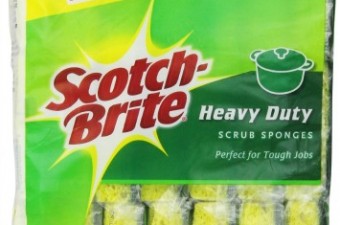 Scotch-
Brite
Heavy Duty
SCRUB SPONGES
Perfect for Tough Jobs